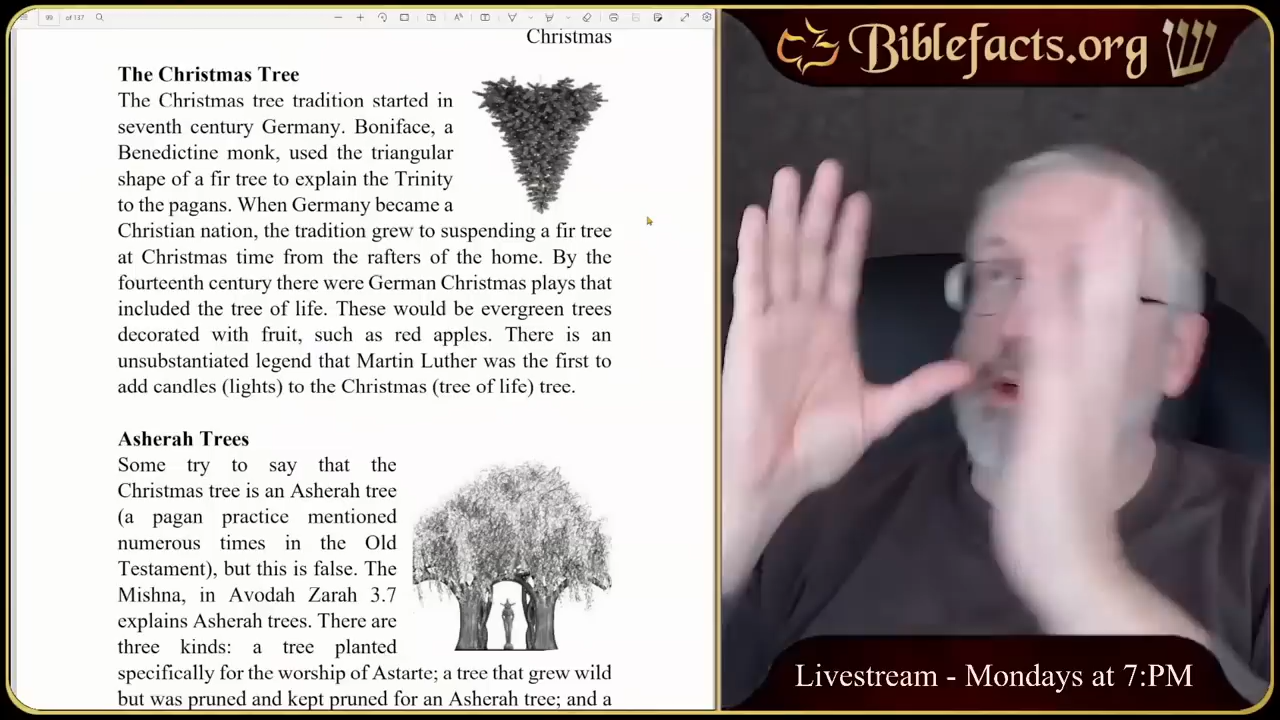 99 of 137
Christmas
The Christmas Tree
The Christmas tree tradition started in
seventh century Germany. Boniface, a
Benedictine monk, used the triangular
shape of a fir tree to explain the Trinity
to the pagans. When Germany became a
Christian nation, the tradition grew to suspending a fir tree
at Christmas time from the rafters of the home. By the
fourteenth century there were German Christmas plays that
included the tree of life. These would be evergreen trees
decorated with fruit, such as red apples. There is an
unsubstantiated legend that Martin Luther was the first to
add candles (lights) to the Christmas (tree of life) tree.
Asherah Trees
Some try to say that the
Christmas tree is an Asherah tree
(a pagan practice mentioned
numerous times in the Old
Testament), but this is false. The
Mishna, in Avodah Zarah 3.7
explains Asherah trees. There are
three kinds: a tree planted
specifically for the worship of Astarte; a tree that grew wild
but was pruned and kept pruned for an Asherah tree; and a
Biblefacts.org
Livestream - Mondays at 7:PM